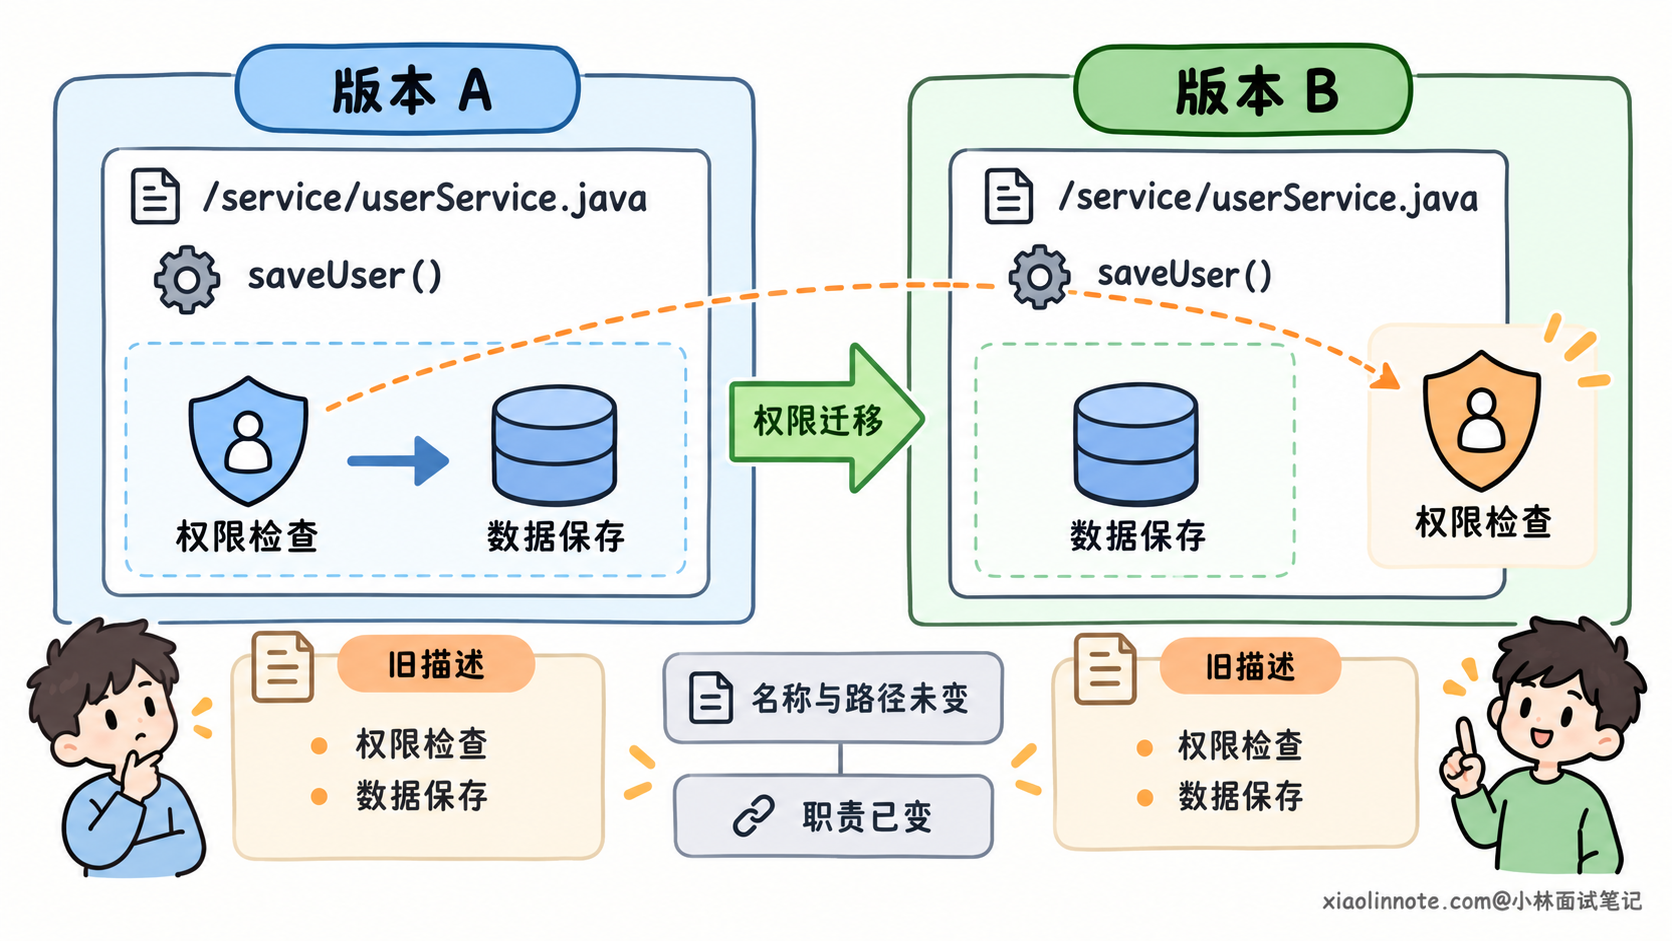 版本 A
/service/userService.java
saveUser()
权限检查
数据保存
权限迁移
版本 B
/service/userService.java
saveUser()
数据保存
权限检查
旧描述
权限检查
数据保存
名称与路径未变
职责已变
旧描述
权限检查
数据保存
xiaolinnote.com@小林面试笔记